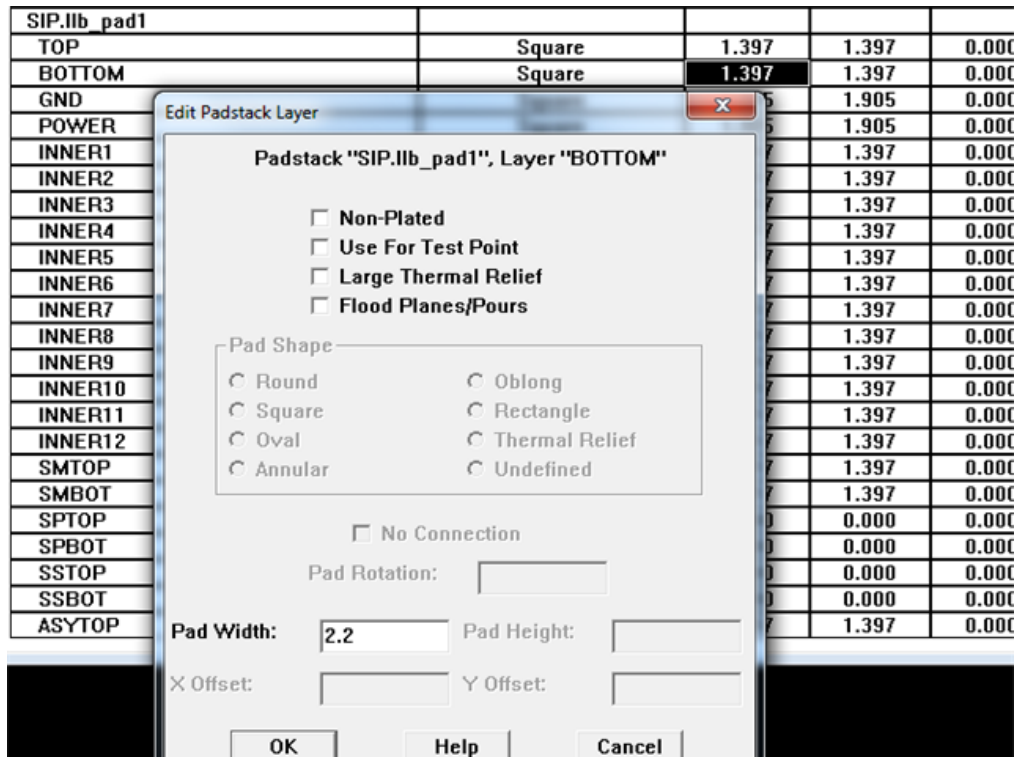 SIP.llb_pad1
TOP Square 1.397 1.397 0.000
BOTTOM Square 1.397 1.397 0.000
GND 1.905 0.000
POWER 1.905 0.000
INNER1 1.397 0.000
INNER2 1.397 0.000
INNER3 1.397 0.000
INNER4 1.397 0.000
INNER5 1.397 0.000
INNER6 1.397 0.000
INNER7 1.397 0.000
INNER8 1.397 0.000
INNER9 1.397 0.000
INNER10 1.397 0.000
INNER11 1.397 0.000
INNER12 1.397 0.000
SMTOP 1.397 0.000
SMBOT 1.397 0.000
SPTOP 0.000 0.000
SPBOT 0.000 0.000
SSTOP 0.000 0.000
SSBOT 0.000 0.000
ASYTOP 1.397 0.000
Edit Padstack Layer
Padstack "SIP.llb_pad1", Layer "BOTTOM"
Non-Plated
Use For Test Point
Large Thermal Relief
Flood Planes/Pours
Pad Shape
Round Oblong
Square Rectangle
Oval Thermal Relief
Annular Undefined
No Connection
Pad Rotation:
Pad Width: 2.2 Pad Height:
X Offset: Y Offset:
OK Help Cancel